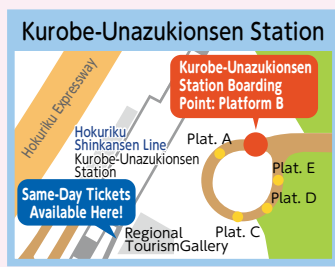 Kurobe-Unazukionsen Station
Hokuriku Expressway
Kurobe-Unazukionsen
Station Boarding
Point: Platform B
Hokuriku
Shinkansen Line
Kurobe-Unazukionsen
Station
Plat. A
Plat. E
Plat. D
Plat. C
Same-Day Tickets
Available Here!
Regional
TourismGallery